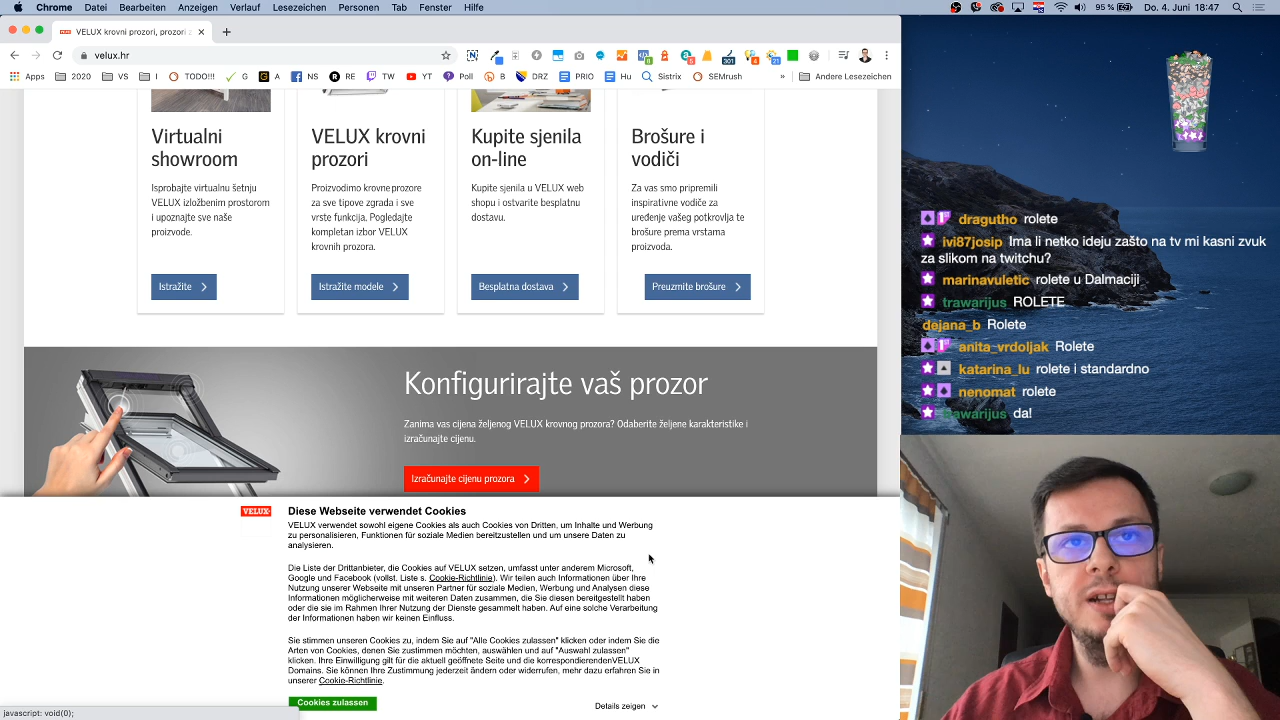 Chrome Datei Bearbeiten Anzeigen Verlauf Lesezeichen Personen Tab Fenster Hilfe
95 % Do. 4. Juni 18:47
VELUX krovni prozori, prozori z
velux.hr
8 5 301 4 21
Apps 2020 VS I TODO!!! G A NS RE TW YT Poll B DRZ PRIO Hu Sistrix SEMrush » Andere Lesezeichen
Virtualni
showroom
Isprobajte virtualnu šetnju
VELUX izložbenim prostorom
i upoznajte sve naše
proizvode.
Istražite
VELUX krovni
prozori
Proizvodimo krovne prozore
za sve tipove zgrada i sve
vrste funkcija. Pogledajte
kompletan izbor VELUX
krovnih prozora.
Istražite modele
Kupite sjenila
on-line
Kupite sjenila u VELUX web
shopu i ostvarite besplatnu
dostavu.
Besplatna dostava
Brošure i
vodiči
Za vas smo pripremili
inspirativne vodiče za
uređenje vašeg potkrovlja te
brošure prema vrstama
proizvoda.
Preuzmite brošure
Konfigurirajte vaš prozor
Zanima vas cijena željenog VELUX krovnog prozora? Odaberite željene karakteristike i
izračunajte cijenu.
Izračunajte cijenu prozora
VELUX
Diese Webseite verwendet Cookies
VELUX verwendet sowohl eigene Cookies als auch Cookies von Dritten, um Inhalte und Werbung
zu personalisieren, Funktionen für soziale Medien bereitzustellen und um unsere Daten zu
analysieren.
Die Liste der Drittanbieter, die Cookies auf VELUX setzen, umfasst unter anderem Microsoft,
Google und Facebook (vollst. Liste s. Cookie-Richtlinie). Wir teilen auch Informationen über Ihre
Nutzung unserer Webseite mit unseren Partner für soziale Medien, Werbung und Analysen diese
Informationen möglicherweise mit weiteren Daten zusammen, die Sie diesen bereitgestellt haben
oder die sie im Rahmen Ihrer Nutzung der Dienste gesammelt haben. Auf eine solche Verarbeitung
der Informationen haben wir keinen Einfluss.
Sie stimmen unseren Cookies zu, indem Sie auf "Alle Cookies zulassen" klicken oder indem Sie die
Arten von Cookies, denen Sie zustimmen möchten, auswählen und auf "Auswahl zulassen"
klicken. Ihre Einwilligung gilt für die aktuell geöffnete Seite und die korrespondierendenVELUX
Domains. Sie können Ihre Zustimmung jederzeit ändern oder widerrufen, mehr dazu erfahren Sie in
unserer Cookie-Richtlinie.
Cookies zulassen
Details zeigen
javascript: void(0);
dragutho rolete
ivi87josip Ima li netko ideju zašto na tv mi kasni zvuk
za slikom na twitchu?
marinavuletic rolete u Dalmaciji
trawarijus ROLETE
dejana_b Rolete
anita_vrdoljak Rolete
katarina_lu rolete i standardno
nenomat rolete
trawarijus da!